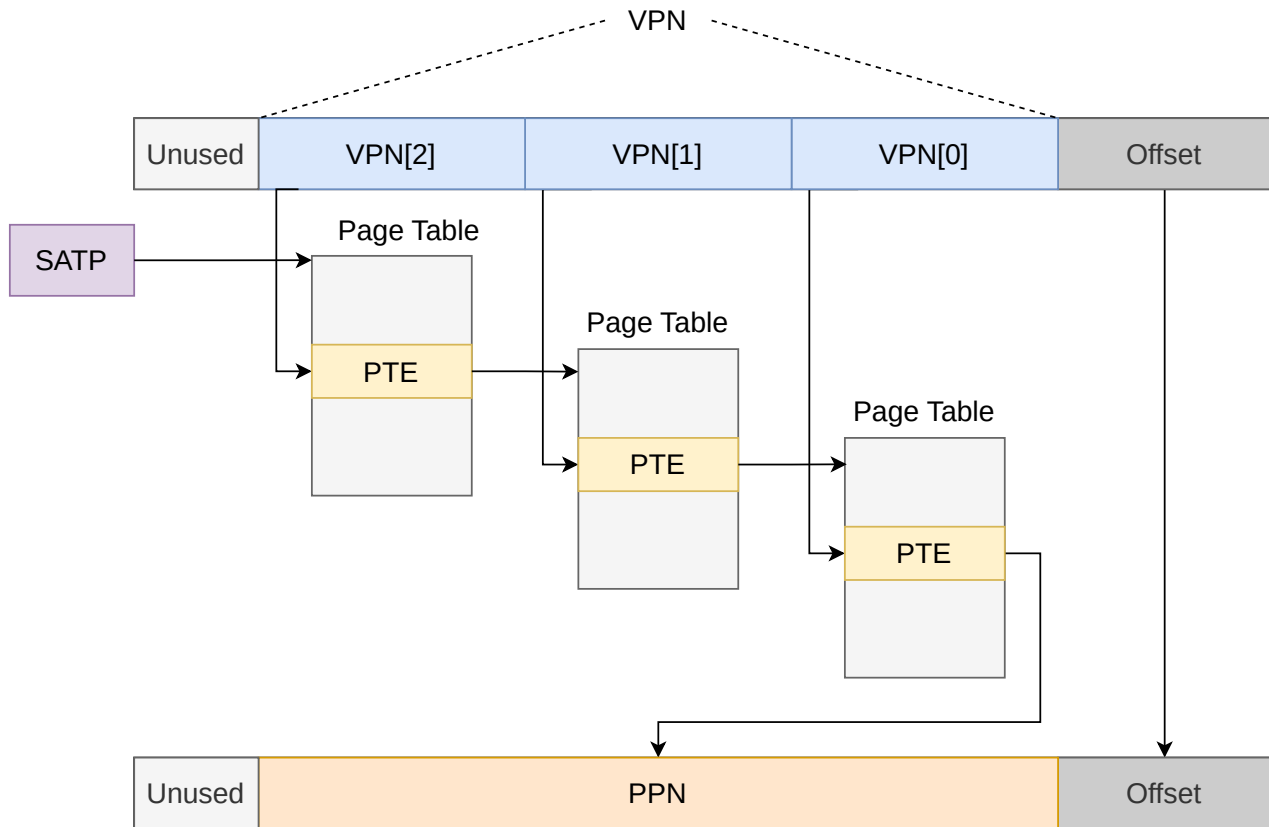 VPN
Unused VPN[2] VPN[1] VPN[0] Offset
Page Table
SATP
Page Table
PTE
Page Table
PTE
PTE
Unused PPN Offset